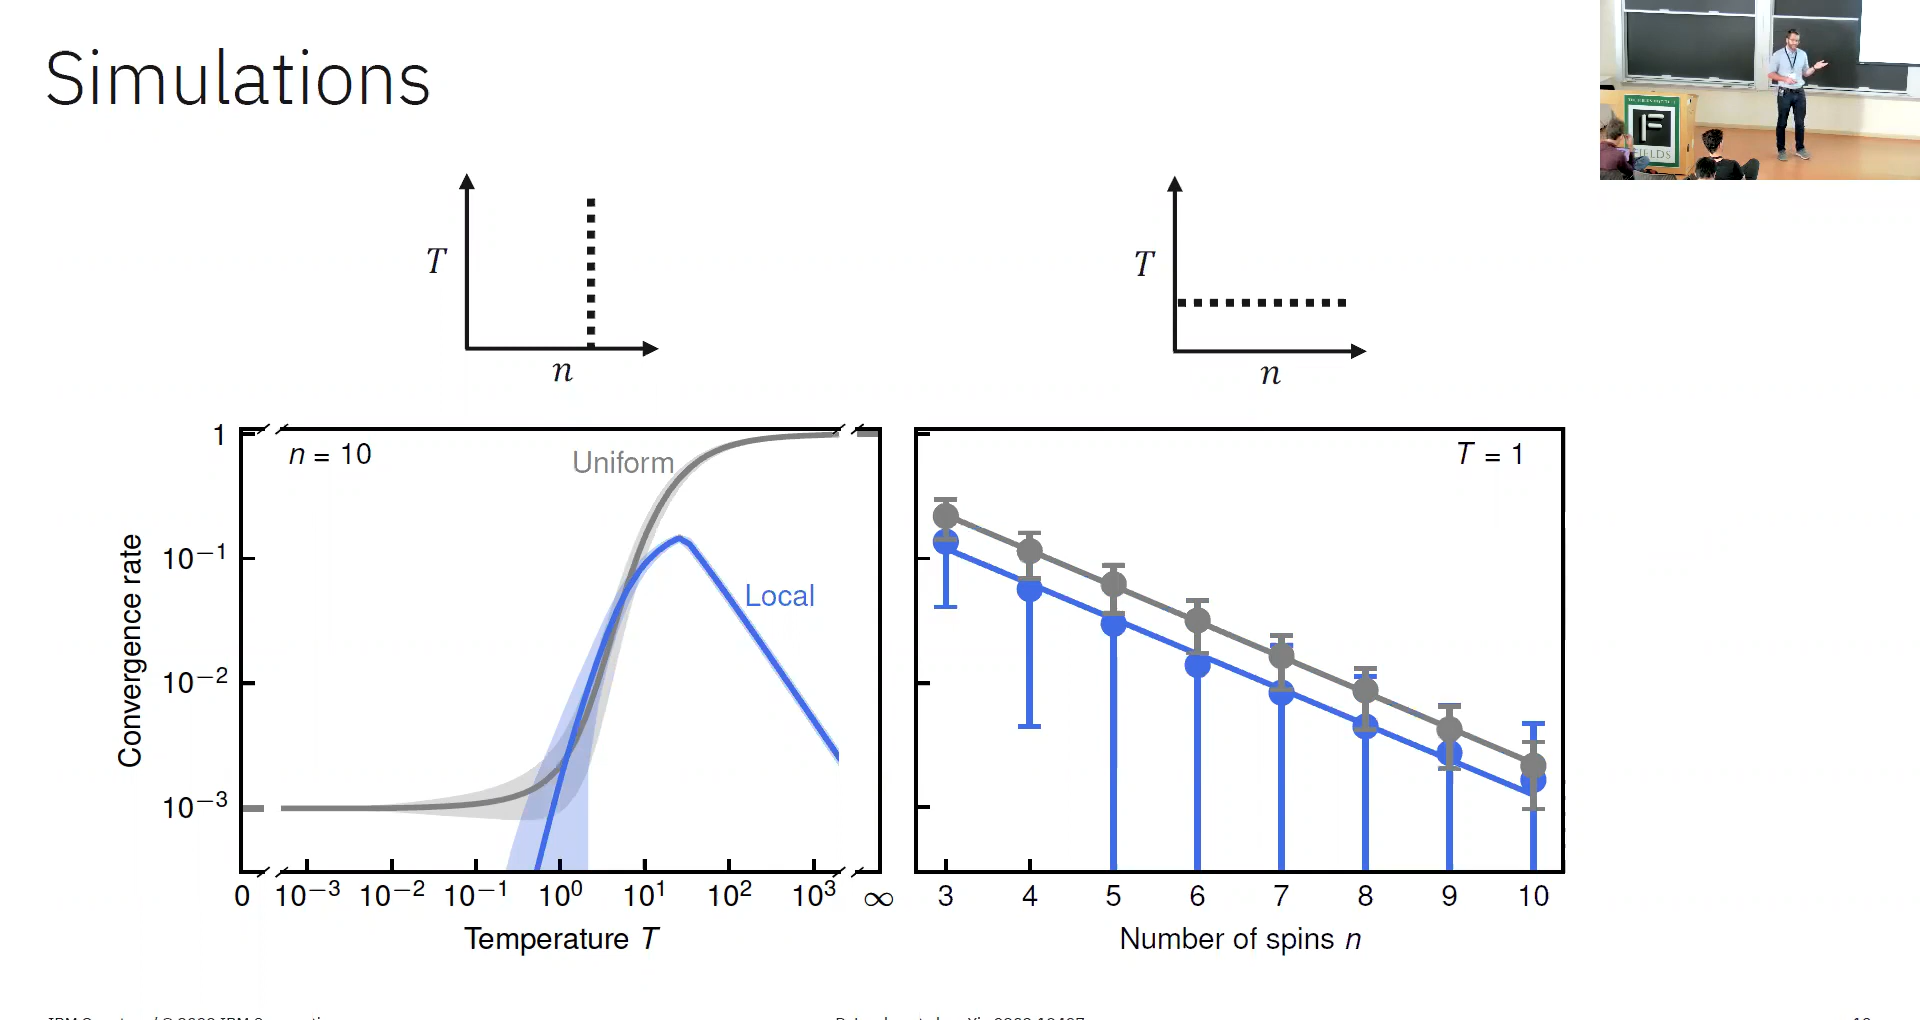 Simulations
T
n
T
n
n = 10
Uniform
Local
Convergence rate
1
10⁻¹
10⁻²
10⁻³
0
10⁻³
10⁻²
10⁻¹
10⁰
10¹
10²
10³
∞
Temperature T
T = 1
3
4
5
6
7
8
9
10
Number of spins n
F
FIELDS